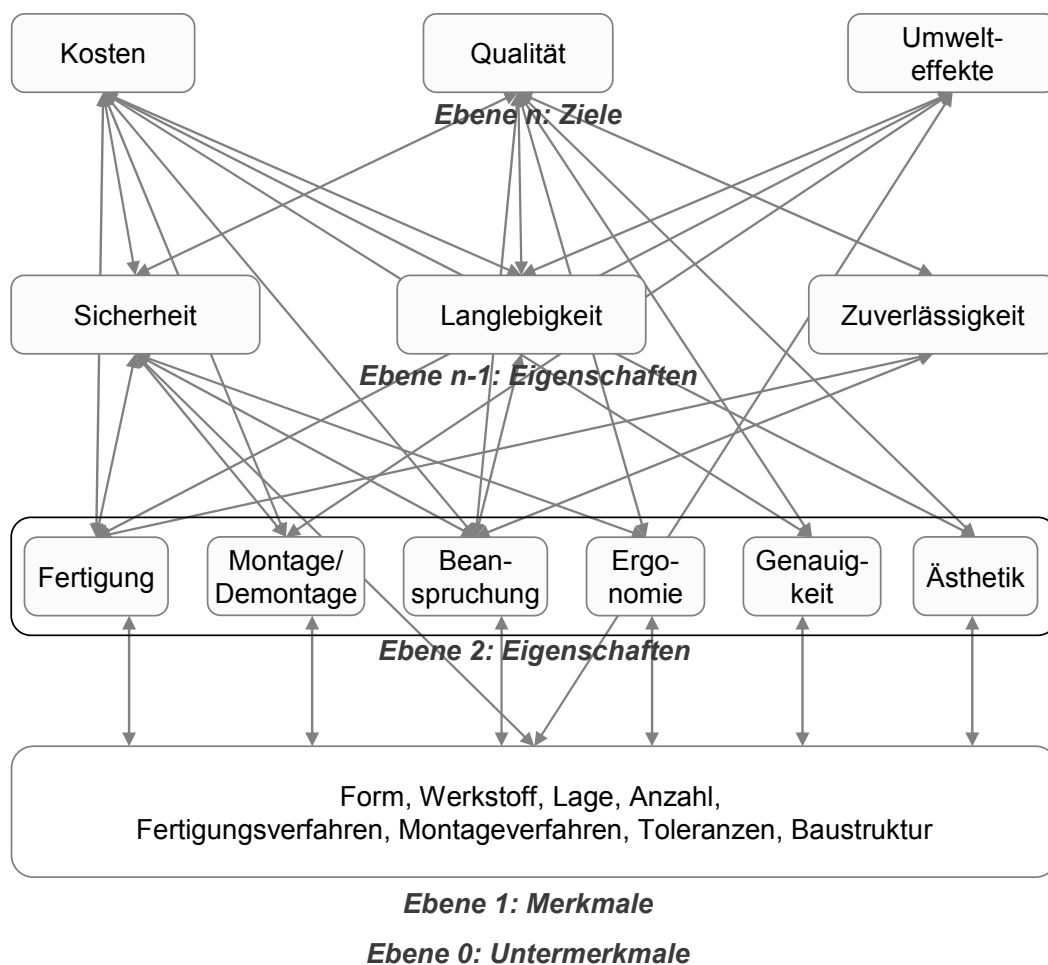 Kosten
Qualität
Umwelt-
effekte
Ebene n: Ziele
Sicherheit
Langlebigkeit
Zuverlässigkeit
Ebene n-1: Eigenschaften
Fertigung
Montage/
Demontage
Bean-
spruchung
Ergo-
nomie
Genauig-
keit
Ästhetik
Ebene 2: Eigenschaften
Form, Werkstoff, Lage, Anzahl,
Fertigungsverfahren, Montageverfahren, Toleranzen, Baustruktur
Ebene 1: Merkmale
Ebene 0: Untermerkmale